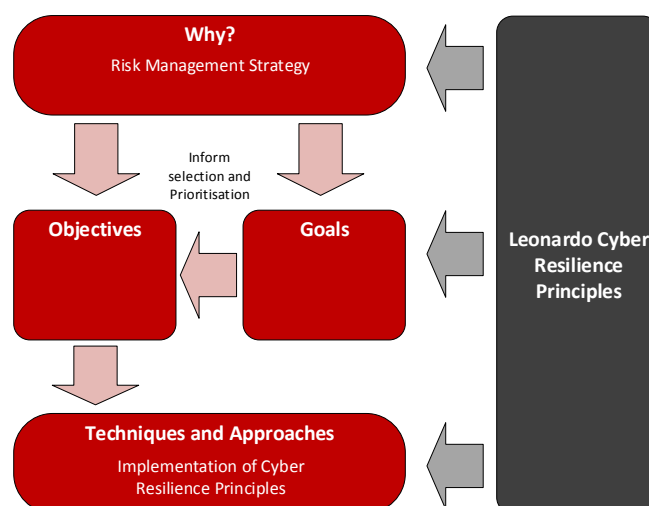 Why?
Risk Management Strategy
Inform
selection and
Prioritisation
Objectives
Goals
Leonardo Cyber
Resilience
Principles
Techniques and Approaches
Implementation of Cyber
Resilience Principles